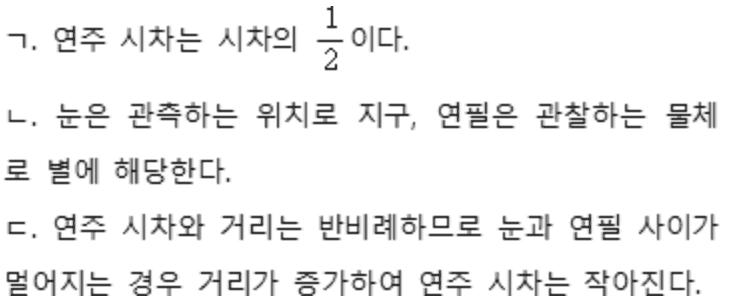 ㄱ. 연주 시차는 시차의 1/2이다.
ㄴ. 눈은 관측하는 위치로 지구, 연필은 관찰하는 물체
로 별에 해당한다.
ㄷ. 연주 시차와 거리는 반비례하므로 눈과 연필 사이가
멀어지는 경우 거리가 증가하여 연주 시차는 작아진다.